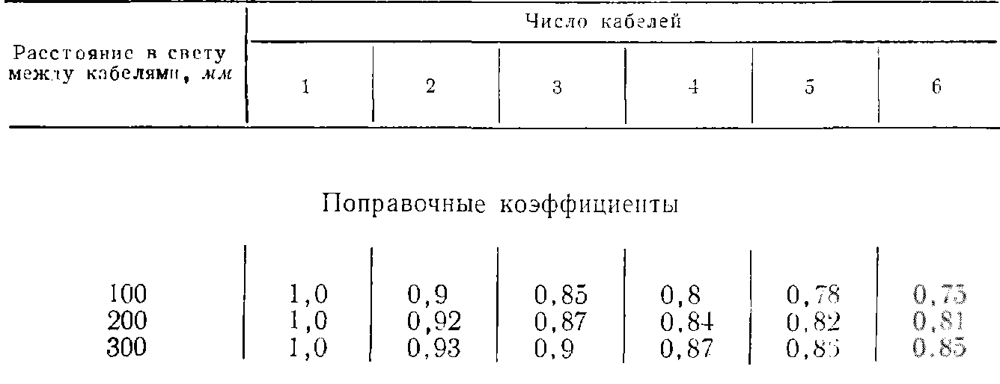 Число кабелей
Расстояние в свету
между кабелями, мм
1 2 3 4 5 6
Поправочные коэффициенты
100 1,0 0,9 0,85 0,8 0,78 0,75
200 1,0 0,92 0,87 0,84 0,82 0,81
300 1,0 0,93 0,9 0,87 0,85 0.85